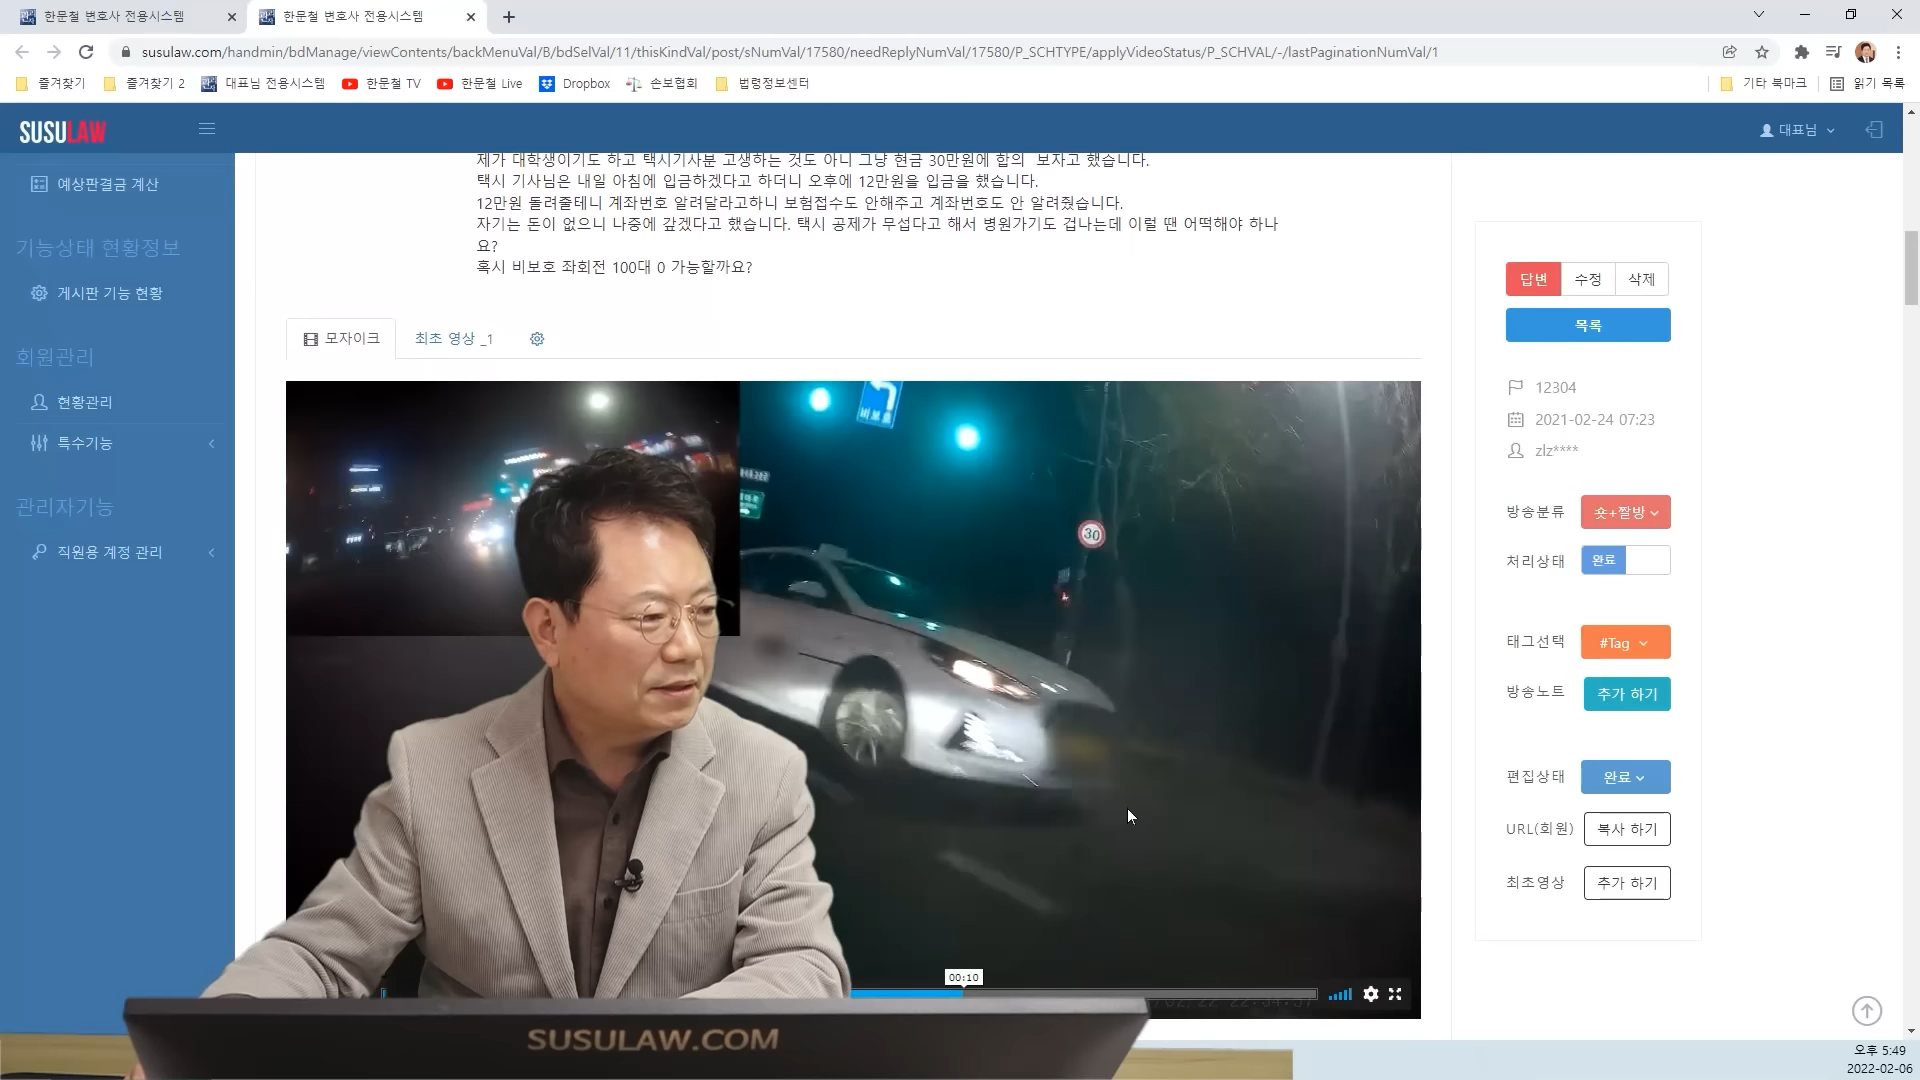 한문철 변호사 전용시스템
한문철 변호사 전용시스템
susulaw.com/handmin/bdManage/viewContents/backMenuVal/B/bdSelVal/11/thisKindVal/post/sNumVal/17580/needReplyNumVal/17580/P_SCHTYPE/applyVideoStatus/P_SCHVAL/-/lastPaginationNumVal/1
즐겨찾기
즐겨찾기 2
대표님 전용시스템
한문철 TV
한문철 Live
Dropbox
손보협회
법령정보센터
기타 북마크
읽기 목록
SUSULAW
대표님
예상판결금 계산
기능상태 현황정보
게시판 기능 현황
회원관리
현황관리
특수기능
관리자기능
직원용 계정 관리
제가 대학생이기도 하고 택시기사분 고생하는 것도 아니 그냥 현금 30만원에 합의 보자고 했습니다.
택시 기사님은 내일 아침에 입금하겠다고 하더니 오후에 12만원을 입금을 했습니다.
12만원 돌려줄테니 계좌번호 알려달라고하니 보험접수도 안해주고 계좌번호도 안 알려줬습니다.
자기는 돈이 없으니 나중에 갚겠다고 했습니다. 택시 공제가 무섭다고 해서 병원가기도 겁나는데 이럴 땐 어떡해야 하나
요?
혹시 비보호 좌회전 100대 0 가능할까요?
모자이크
최초 영상 _1
비보호
30
00:10
SUSULAW.COM
답변
수정
삭제
목록
12304
2021-02-24 07:23
zlz****
방송분류
숏+짤방
처리상태
완료
태그선택
#Tag
방송노트
추가 하기
편집상태
완료
URL(회원)
복사 하기
최초영상
추가 하기
오후 5:49
2022-02-06